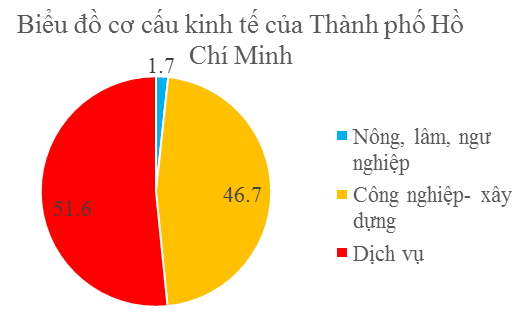 Biểu đồ cơ cấu kinh tế của Thành phố Hồ
Chí Minh
1.7
46.7
51.6
Nông, lâm, ngư
nghiệp
Công nghiệp- xây
dựng
Dịch vụ